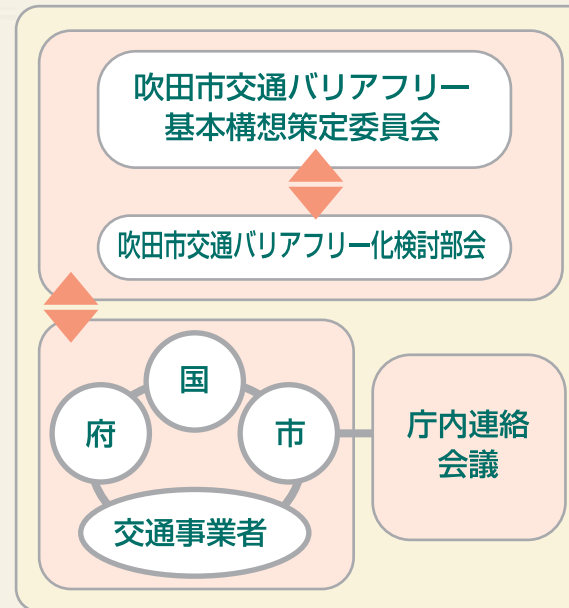 吹田市交通バリアフリー
基本構想策定委員会
吹田市交通バリアフリー化検討部会
国
府
市
交通事業者
庁内連絡
会議